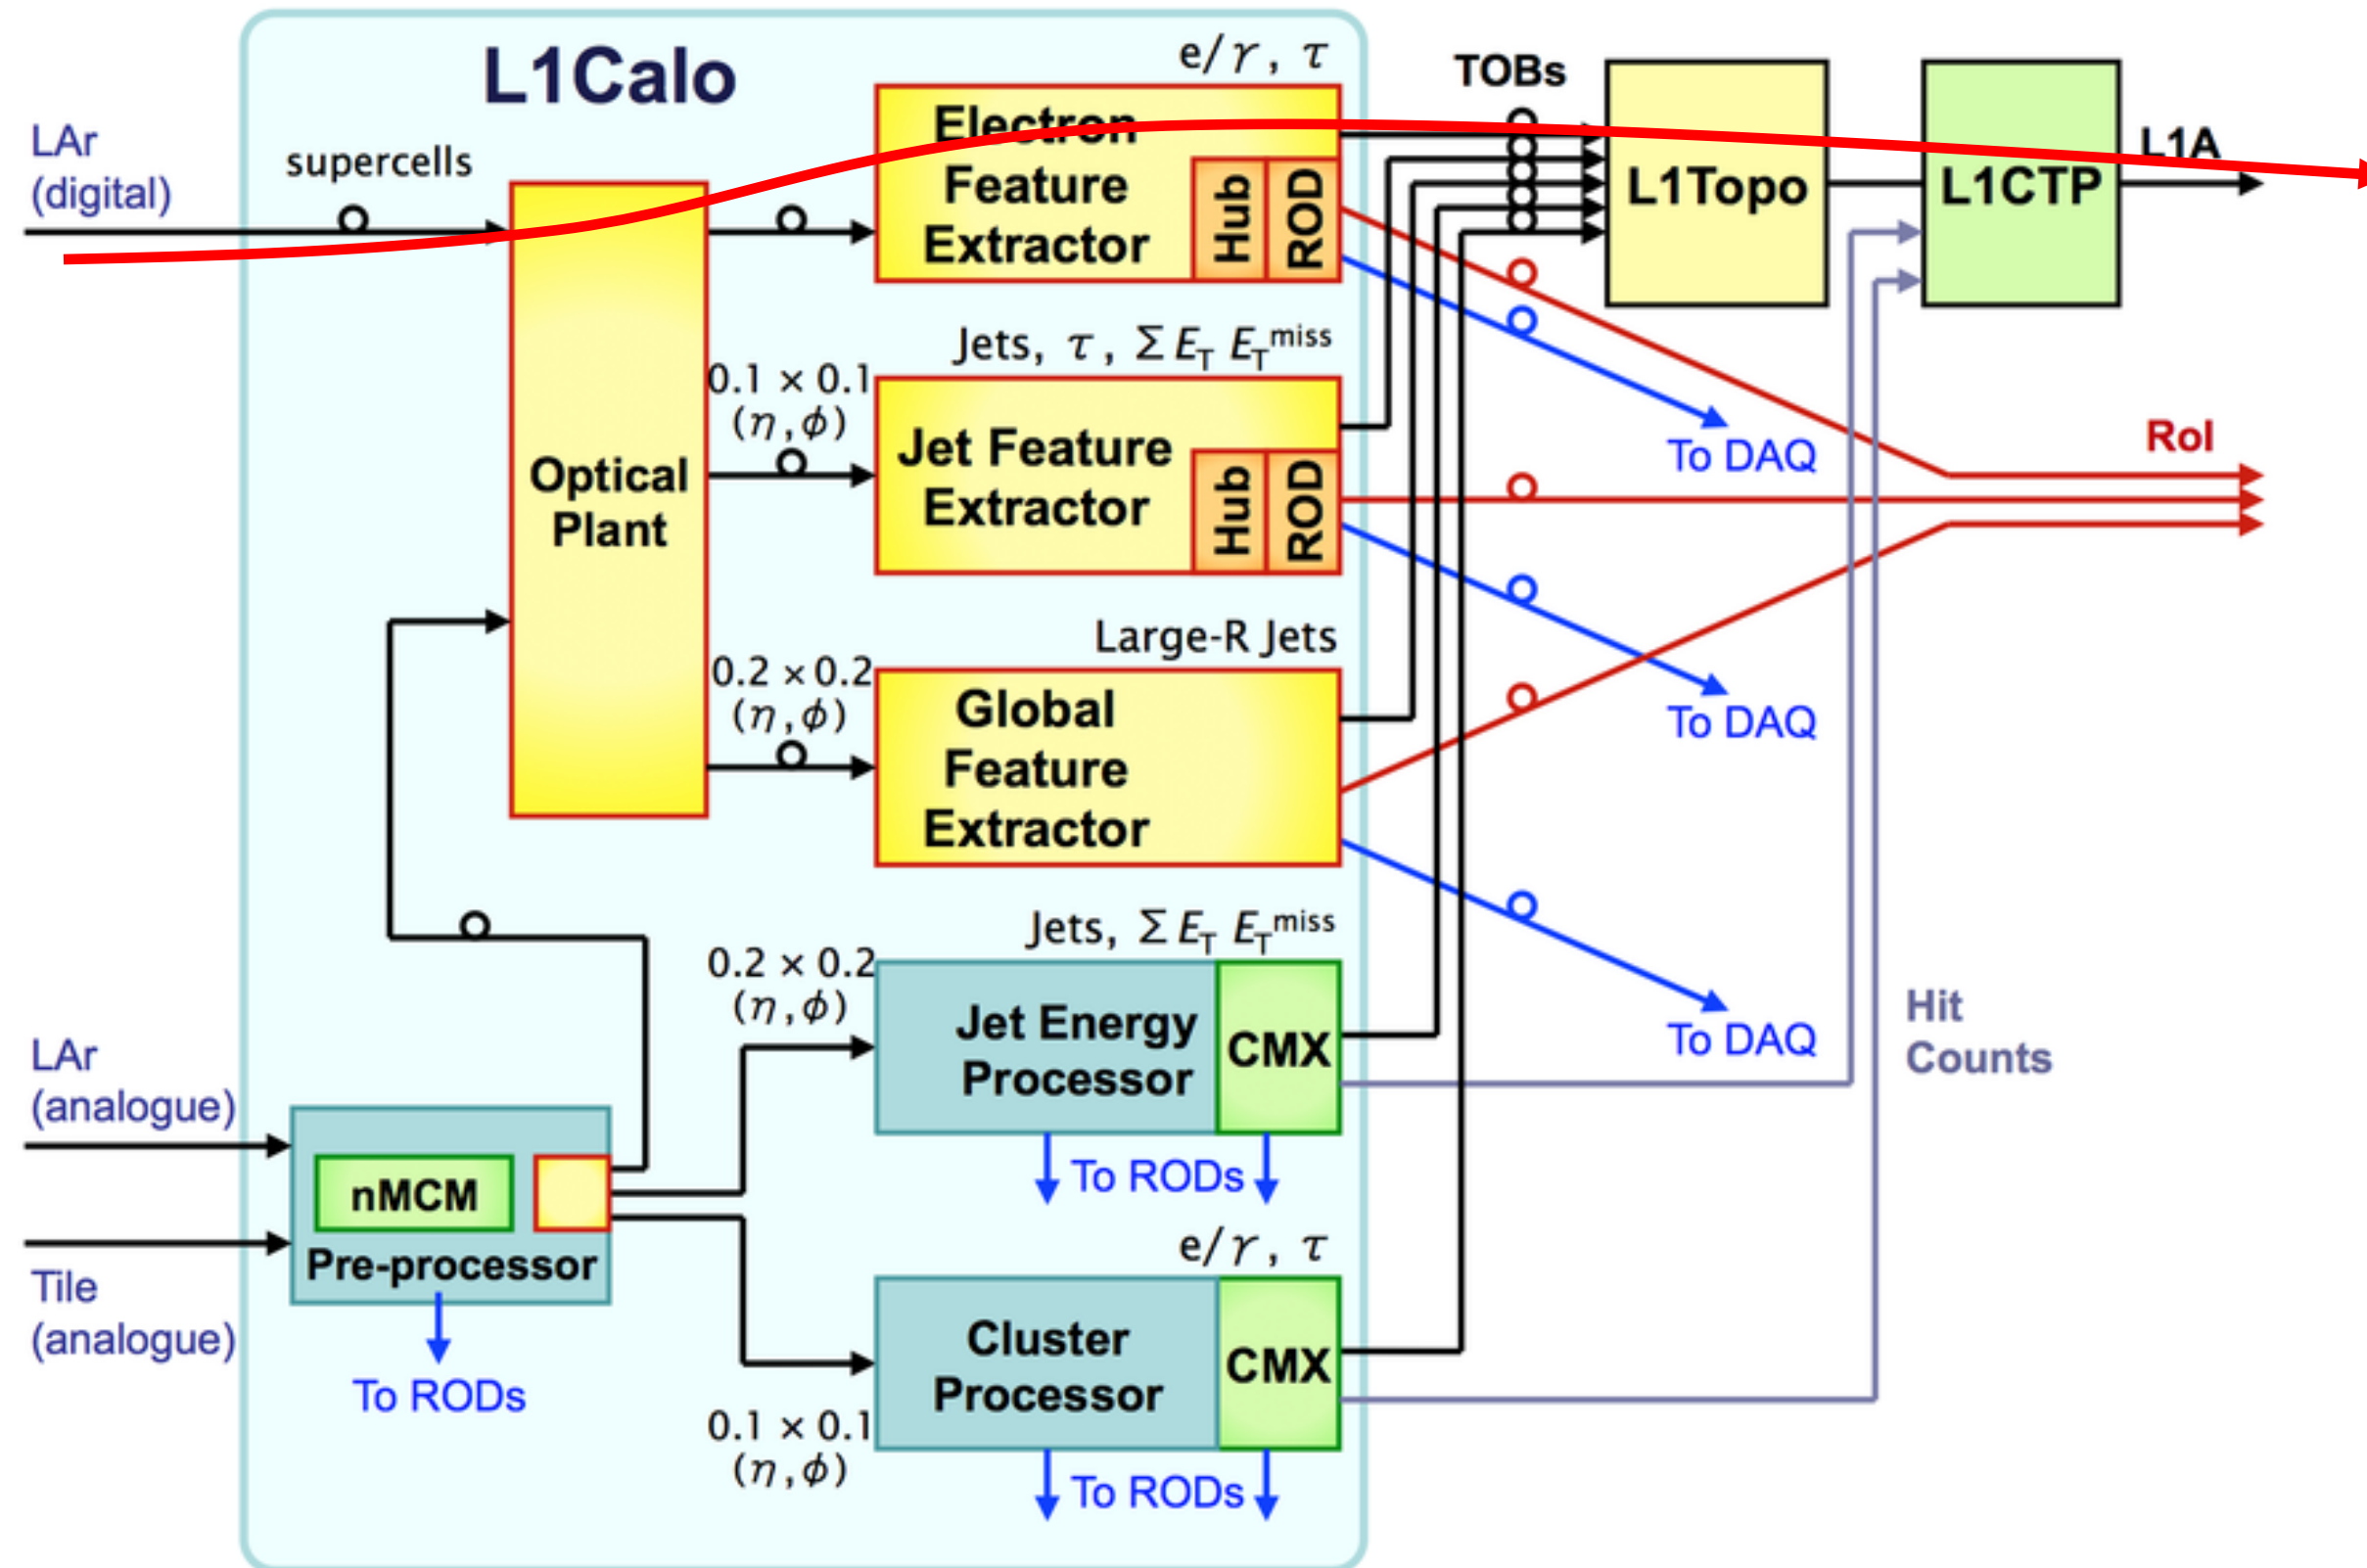 L1Calo
e/γ, τ
TOBs
LAr
(digital)
supercells
Electron
Feature
Extractor
Hub
ROD
L1Topo
L1CTP
L1A
Jets, τ, Σ E_T E_T^miss
0.1 × 0.1
(η,ϕ)
Jet Feature
Extractor
Hub
ROD
To DAQ
RoI
Optical
Plant
Large-R Jets
0.2 × 0.2
(η,ϕ)
Global
Feature
Extractor
To DAQ
Jets, Σ E_T E_T^miss
0.2 × 0.2
(η,ϕ)
Jet Energy
Processor
CMX
To DAQ
Hit
Counts
LAr
(analogue)
To RODs
nMCM
Pre-processor
Tile
(analogue)
To RODs
e/γ, τ
Cluster
Processor
CMX
0.1 × 0.1
(η,ϕ)
To RODs